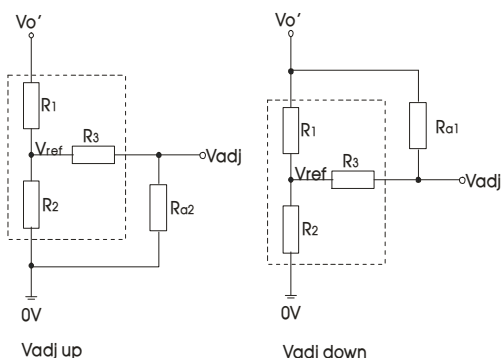 Vo’
R1
Vref
R3
Vadj
R2
Ra2
0V
Vadj up
Vo’
R1
Ra1
R3
Vref
Vadj
R2
0V
Vadj down